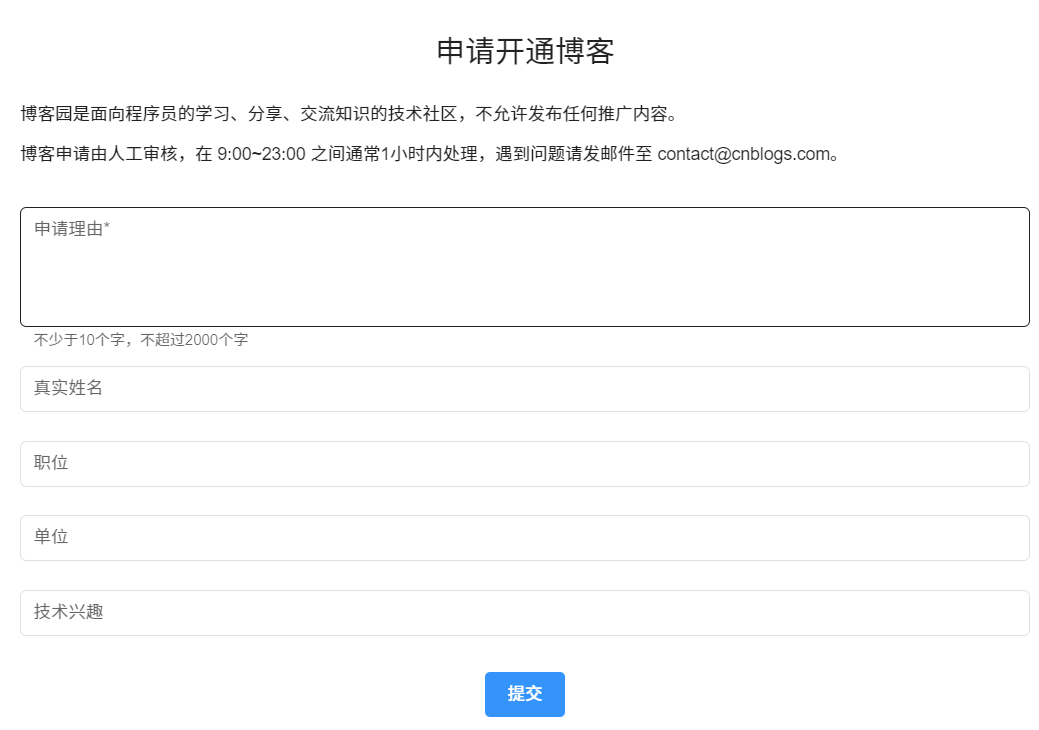 申请开通博客
博客园是面向程序员的学习、分享、交流知识的技术社区，不允许发布任何推广内容。
博客申请由人工审核，在 9:00~23:00 之间通常1小时内处理，遇到问题请发邮件至 contact@cnblogs.com。
申请理由*
不少于10个字，不超过2000个字
真实姓名
职位
单位
技术兴趣
提交